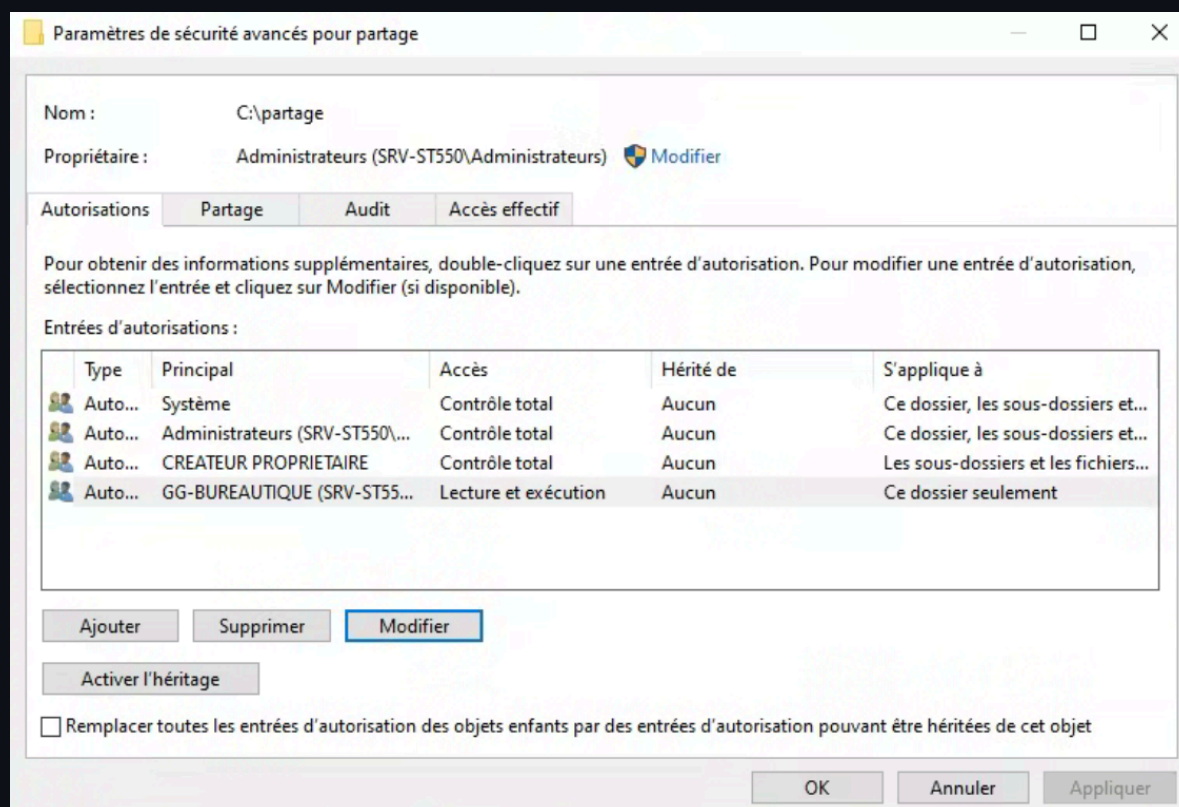 Paramètres de sécurité avancés pour partage
Nom : C:\partage
Propriétaire : Administrateurs (SRV-ST550\Administrateurs) Modifier
Autorisations Partage Audit Accès effectif
Pour obtenir des informations supplémentaires, double-cliquez sur une entrée d'autorisation. Pour modifier une entrée d'autorisation,
sélectionnez l'entrée et cliquez sur Modifier (si disponible).
Entrées d'autorisations :
Type Principal Accès Hérité de S'applique à
Auto... Système Contrôle total Aucun Ce dossier, les sous-dossiers et...
Auto... Administrateurs (SRV-ST550\... Contrôle total Aucun Ce dossier, les sous-dossiers et...
Auto... CREATEUR PROPRIETAIRE Contrôle total Aucun Les sous-dossiers et les fichiers...
Auto... GG-BUREAUTIQUE (SRV-ST55... Lecture et exécution Aucun Ce dossier seulement
Ajouter Supprimer Modifier
Activer l'héritage
Remplacer toutes les entrées d'autorisation des objets enfants par des entrées d'autorisation pouvant être héritées de cet objet
OK Annuler Appliquer